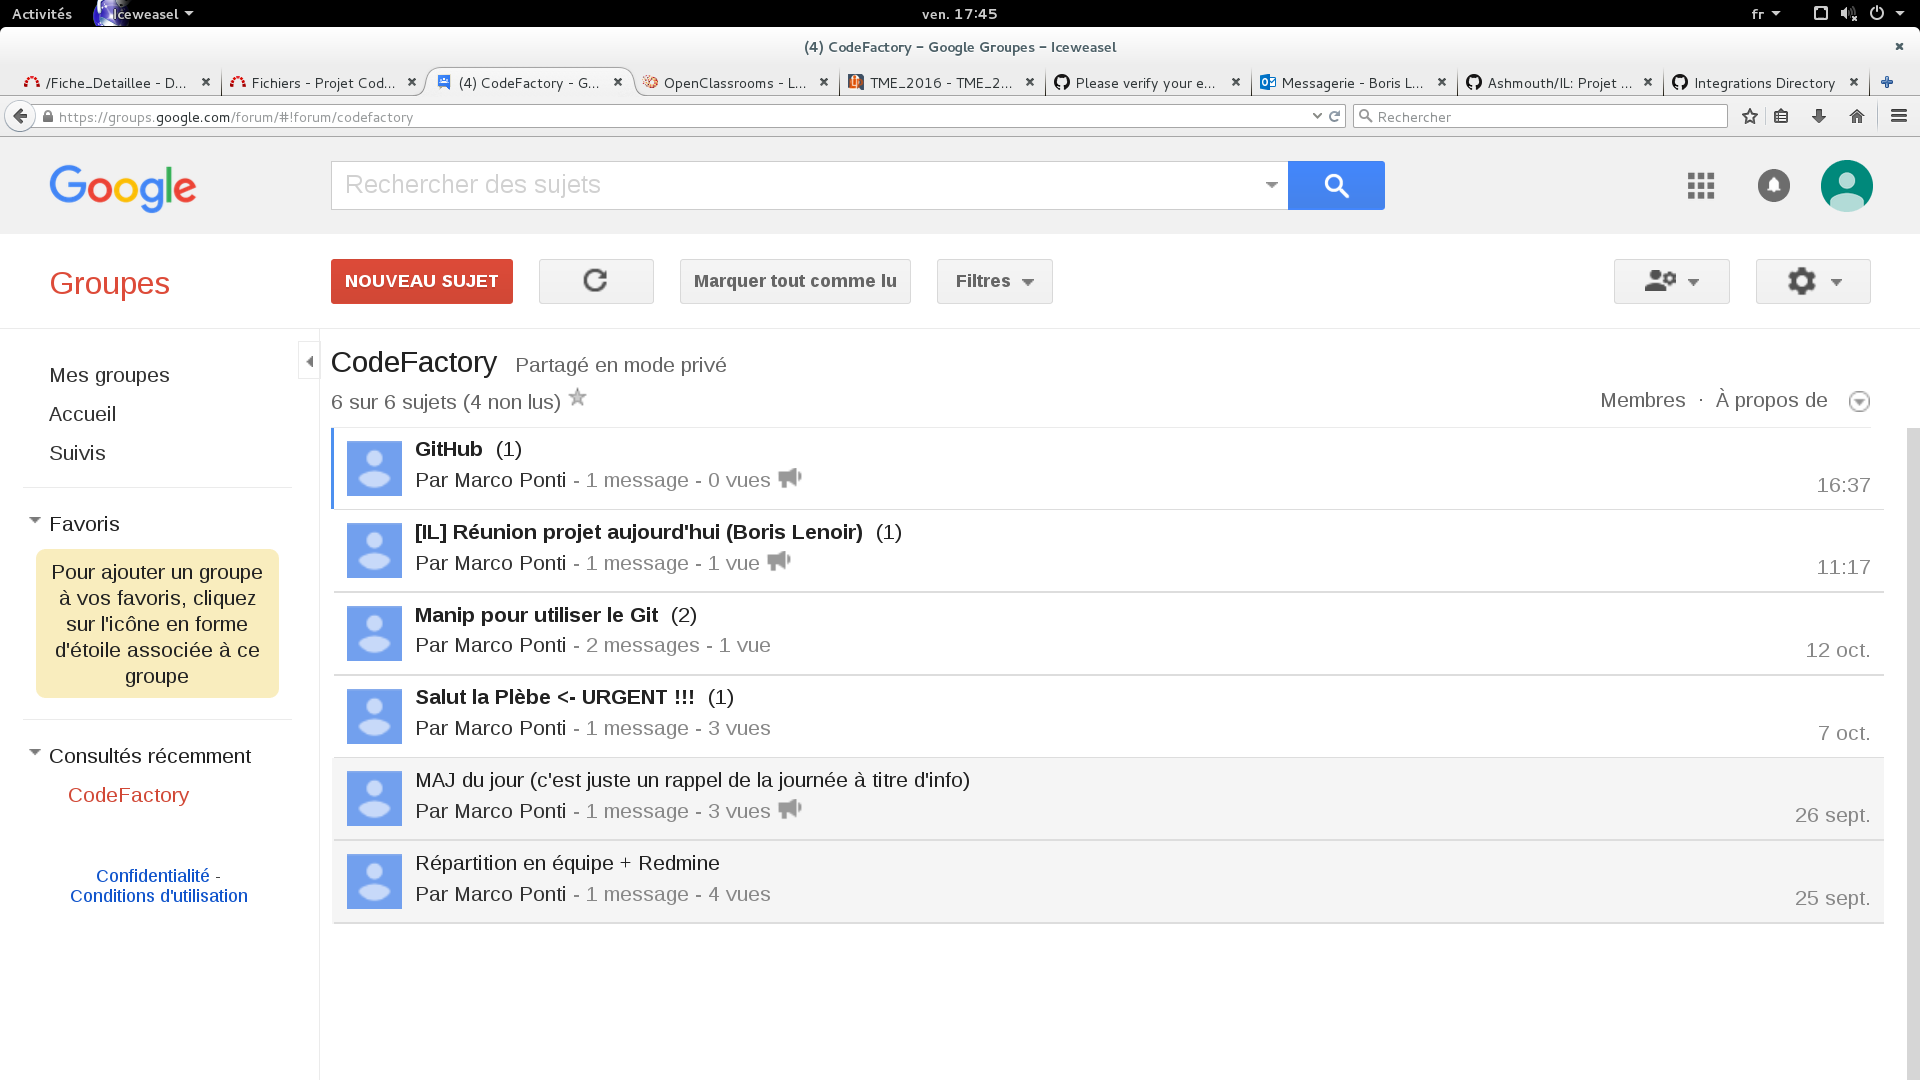 Activités
Iceweasel
ven. 17:45
fr
(4) CodeFactory - Google Groupes - Iceweasel
/Fiche_Detaillee - D...
Fichiers - Projet Cod...
(4) CodeFactory - G...
OpenClassrooms - L...
TME_2016 - TME_2...
Please verify your e...
Messagerie - Boris L...
Ashmouth/IL: Projet ...
Integrations Directory
https://groups.google.com/forum/#!forum/codefactory
Rechercher
Google
Rechercher des sujets
Groupes
NOUVEAU SUJET
Marquer tout comme lu
Filtres
Mes groupes
Accueil
Suivis
Favoris
Pour ajouter un groupe
à vos favoris, cliquez
sur l'icône en forme
d'étoile associée à ce
groupe
Consultés récemment
CodeFactory
Confidentialité -
Conditions d'utilisation
CodeFactory Partagé en mode privé
6 sur 6 sujets (4 non lus)
Membres · À propos de
GitHub (1)
Par Marco Ponti - 1 message - 0 vues
16:37
[IL] Réunion projet aujourd'hui (Boris Lenoir) (1)
Par Marco Ponti - 1 message - 1 vue
11:17
Manip pour utiliser le Git (2)
Par Marco Ponti - 2 messages - 1 vue
12 oct.
Salut la Plèbe <- URGENT !!! (1)
Par Marco Ponti - 1 message - 3 vues
7 oct.
MAJ du jour (c'est juste un rappel de la journée à titre d'info)
Par Marco Ponti - 1 message - 3 vues
26 sept.
Répartition en équipe + Redmine
Par Marco Ponti - 1 message - 4 vues
25 sept.